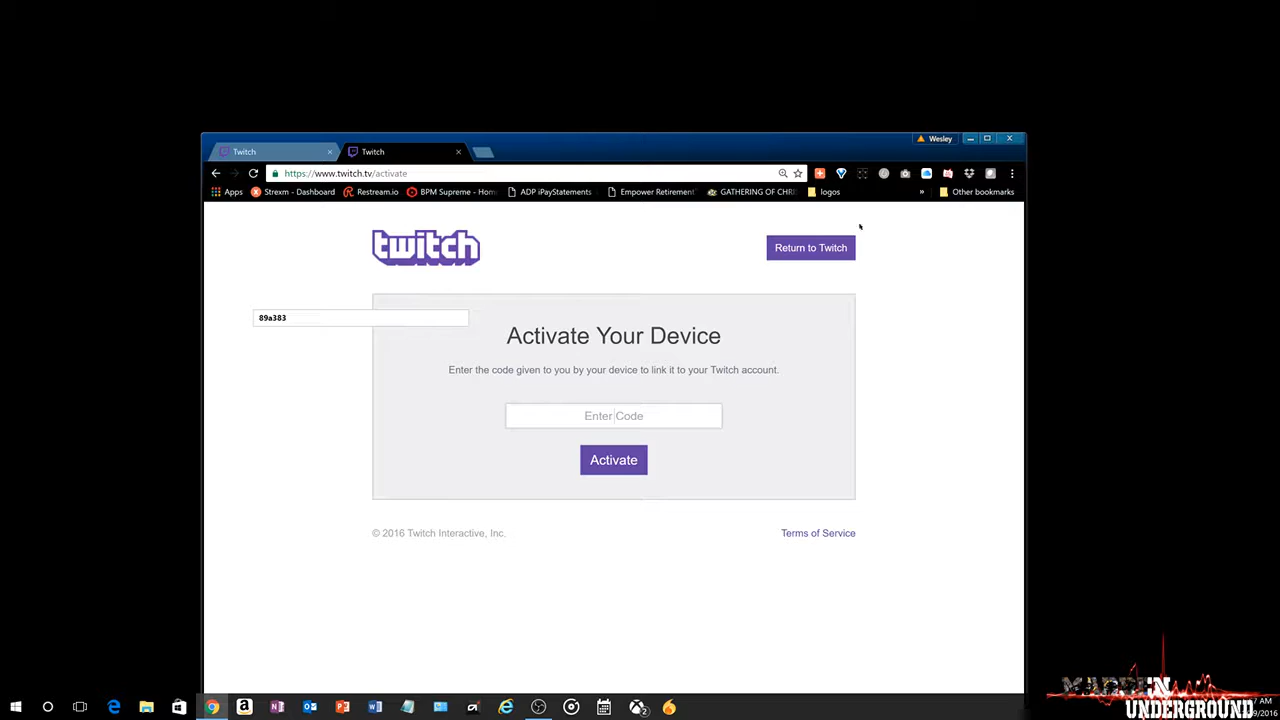 Wesley
Twitch
Twitch
https://www.twitch.tv/activate
Apps
Strexm - Dashboard
Restream.io
BPM Supreme - Hom
ADP iPayStatements
Empower Retirement
GATHERING OF CHRI
logos
»
Other bookmarks
twitch
Return to Twitch
89a383
Activate Your Device
Enter the code given to you by your device to link it to your Twitch account.
Enter Code
Activate
© 2016 Twitch Interactive, Inc.
Terms of Service
UNDERGROUND